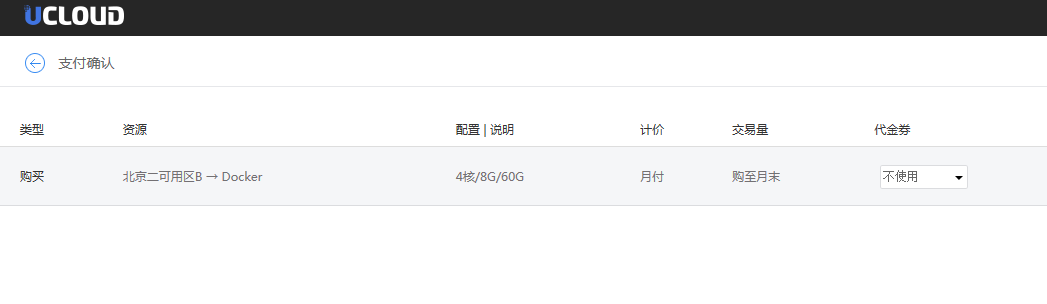 UCLOUD
支付确认
类型 资源 配置 | 说明 计价 交易量 代金券
购买 北京二可用区B → Docker 4核/8G/60G 月付 购至月末 不使用